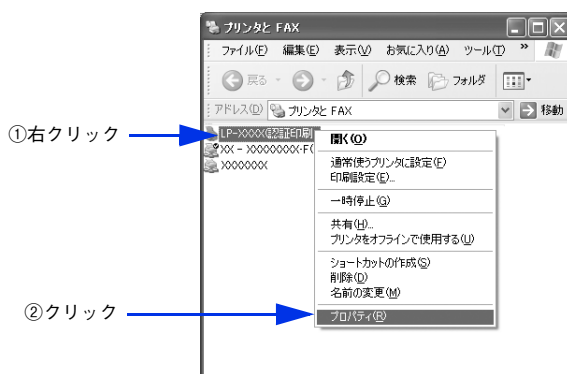 プリンタと FAX
ファイル(F) 編集(E) 表示(V) お気に入り(A) ツール(T) »
戻る 検索 フォルダ
アドレス(D) プリンタと FAX 移動
①右クリック
LP-XXXX(認証印刷)
XX - XXXXXXXX-F(
XXXXXXX
開く(O)
通常使うプリンタに設定(F)
印刷設定(E)...
一時停止(G)
共有(H)...
プリンタをオフラインで使用する(U)
ショートカットの作成(S)
削除(D)
名前の変更(M)
②クリック
プロパティ(R)